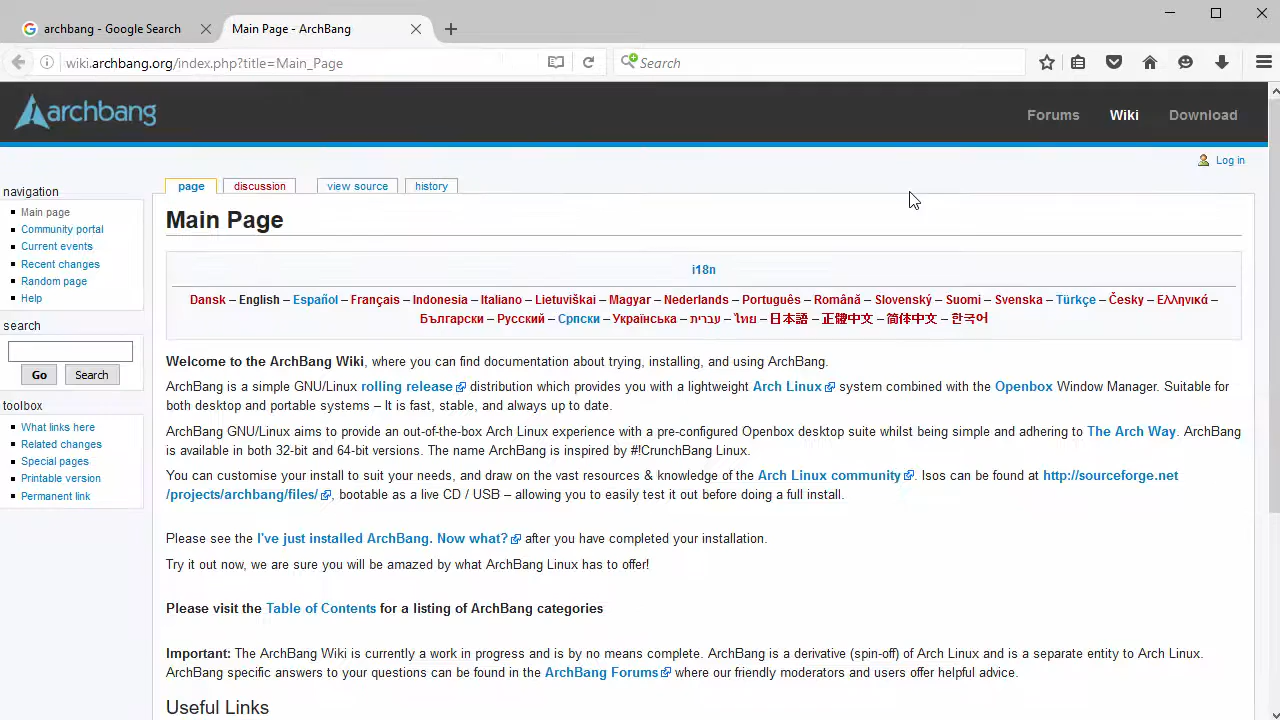 archbang - Google Search
Main Page - ArchBang
wiki.archbang.org/index.php?title=Main_Page
Search
archbang
Forums Wiki Download
Log in
page discussion view source history
navigation
Main page
Community portal
Current events
Recent changes
Random page
Help
search
Go Search
toolbox
What links here
Related changes
Special pages
Printable version
Permanent link
Main Page
i18n
Dansk – English – Español – Français – Indonesia – Italiano – Lietuviškai – Magyar – Nederlands – Português – Română – Slovenský – Suomi – Svenska – Türkçe – Česky – Ελληνικά –
Български – Русский – Српски – Українська – עברית – ไทย – 日本語 – 正體中文 – 简体中文 – 한국어
Welcome to the ArchBang Wiki, where you can find documentation about trying, installing, and using ArchBang.
ArchBang is a simple GNU/Linux rolling release distribution which provides you with a lightweight Arch Linux system combined with the Openbox Window Manager. Suitable for
both desktop and portable systems – It is fast, stable, and always up to date.
ArchBang GNU/Linux aims to provide an out-of-the-box Arch Linux experience with a pre-configured Openbox desktop suite whilst being simple and adhering to The Arch Way. ArchBang
is available in both 32-bit and 64-bit versions. The name ArchBang is inspired by #!CrunchBang Linux.
You can customise your install to suit your needs, and draw on the vast resources & knowledge of the Arch Linux community. Isos can be found at http://sourceforge.net
/projects/archbang/files/, bootable as a live CD / USB – allowing you to easily test it out before doing a full install.
Please see the I've just installed ArchBang. Now what? after you have completed your installation.
Try it out now, we are sure you will be amazed by what ArchBang Linux has to offer!
Please visit the Table of Contents for a listing of ArchBang categories
Important: The ArchBang Wiki is currently a work in progress and is by no means complete. ArchBang is a derivative (spin-off) of Arch Linux and is a separate entity to Arch Linux.
ArchBang specific answers to your questions can be found in the ArchBang Forums where our friendly moderators and users offer helpful advice.
Useful Links